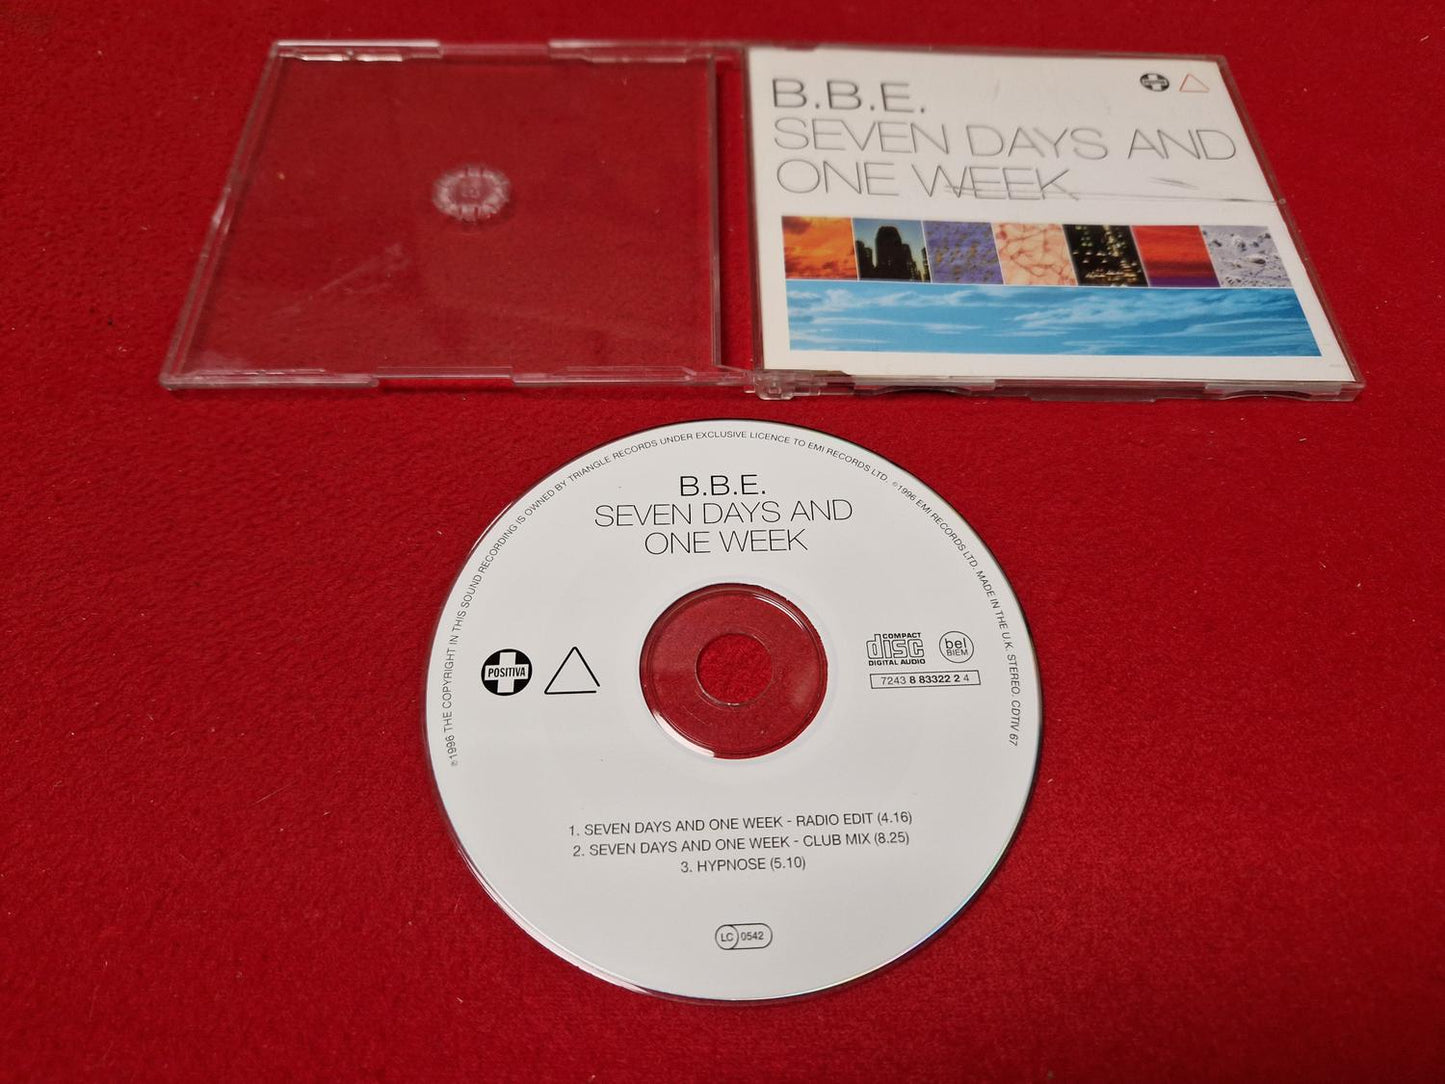 B.B.E.
SEVEN DAYS AND
ONE WEEK
℗ 1996 THE COPYRIGHT IN THIS SOUND RECORDING IS OWNED BY TRIANGLE RECORDS UNDER EXCLUSIVE LICENCE TO EMI RECORDS LTD. © 1996 EMI RECORDS LTD. MADE IN THE U.K. STEREO. CDTIV 67
B.B.E.
SEVEN DAYS AND
ONE WEEK
POSITIVA
COMPACT
disc
DIGITAL AUDIO
bel
BIEM
7243 8 83322 2 4
1. SEVEN DAYS AND ONE WEEK - RADIO EDIT (4.16)
2. SEVEN DAYS AND ONE WEEK - CLUB MIX (8.25)
3. HYPNOSE (5.10)
LC 0542